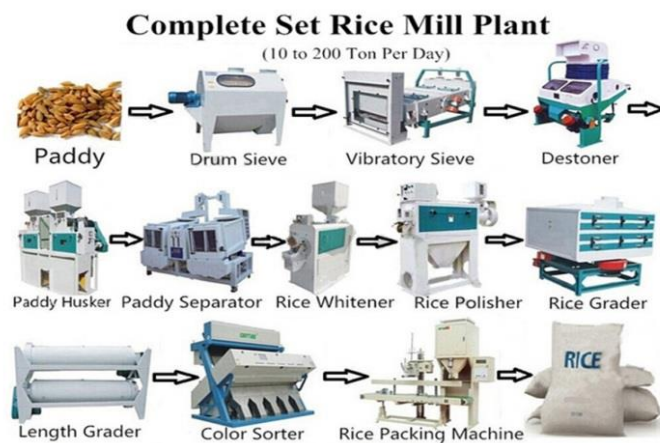 Complete Set Rice Mill Plant
(10 to 200 Ton Per Day)
Paddy
Drum Sieve
Vibratory Sieve
Destoner
Paddy Husker
Paddy Separator
Rice Whitener
Rice Polisher
Rice Grader
Length Grader
Color Sorter
Rice Packing Machine
RICE